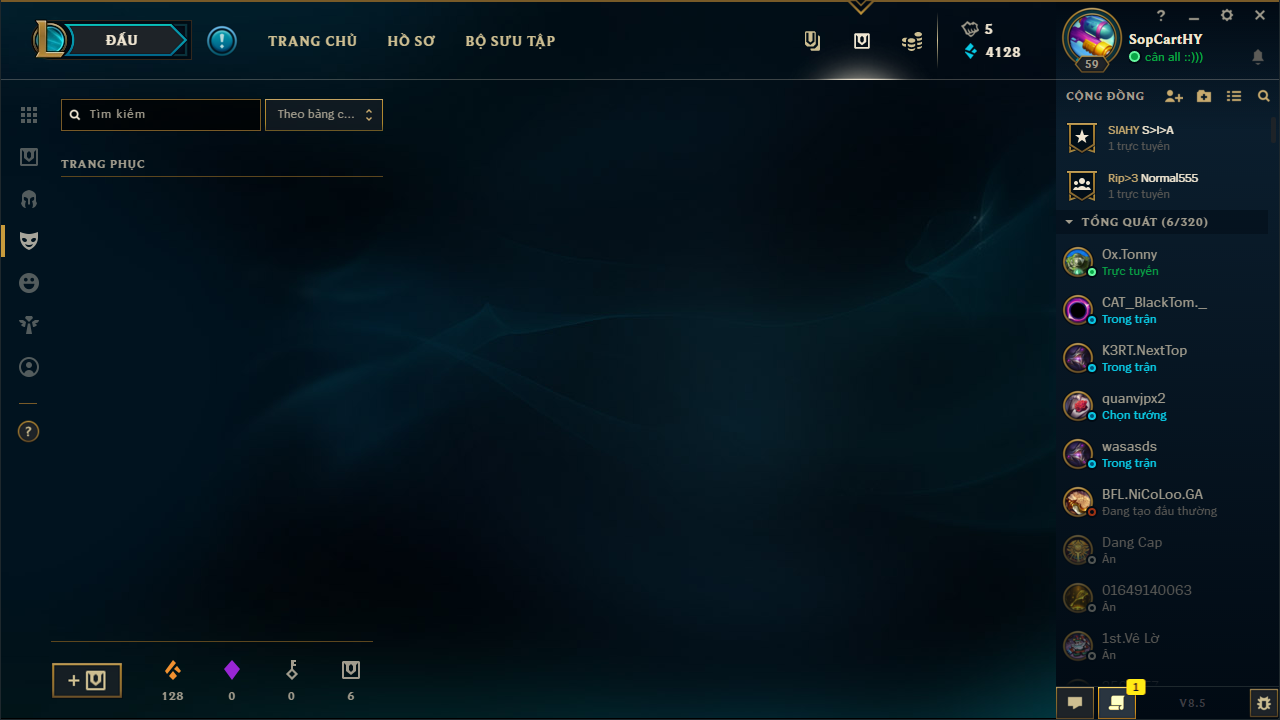 ĐẤU
TRANG CHỦ
HỒ SƠ
BỘ SƯU TẬP
5
4128
59
SopCartHY
cản all ::)))
Tìm kiếm
Theo bảng c...
TRANG PHỤC
128
0
0
6
CỘNG ĐỒNG
SIAHY S>I>A
1 trực tuyến
Rip>3 Normal555
1 trực tuyến
TỔNG QUÁT (6/320)
Ox.Tonny
Trực tuyến
CAT_BlackTom._
Trong trận
K3RT.NextTop
Trong trận
quanvjpx2
Chọn tướng
wasasds
Trong trận
BFL.NiCoLoo.GA
Đang tạo đấu thường
Dang Cap
Ẩn
01649140063
Ẩn
1st.Vê Lờ
Ẩn
1
V8.5